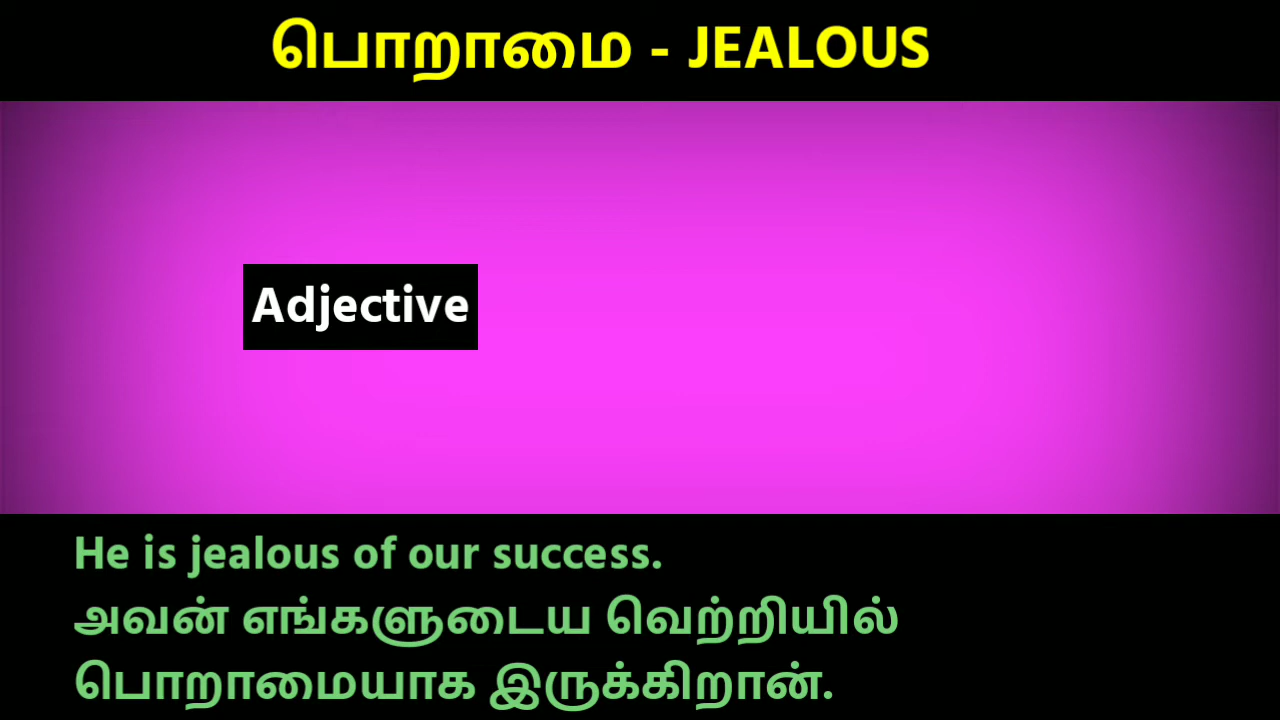 பொறாமை - JEALOUS
Adjective
He is jealous of our success.
அவன் எங்களுடைய வெற்றியில்
பொறாமையாக இருக்கிறான்.